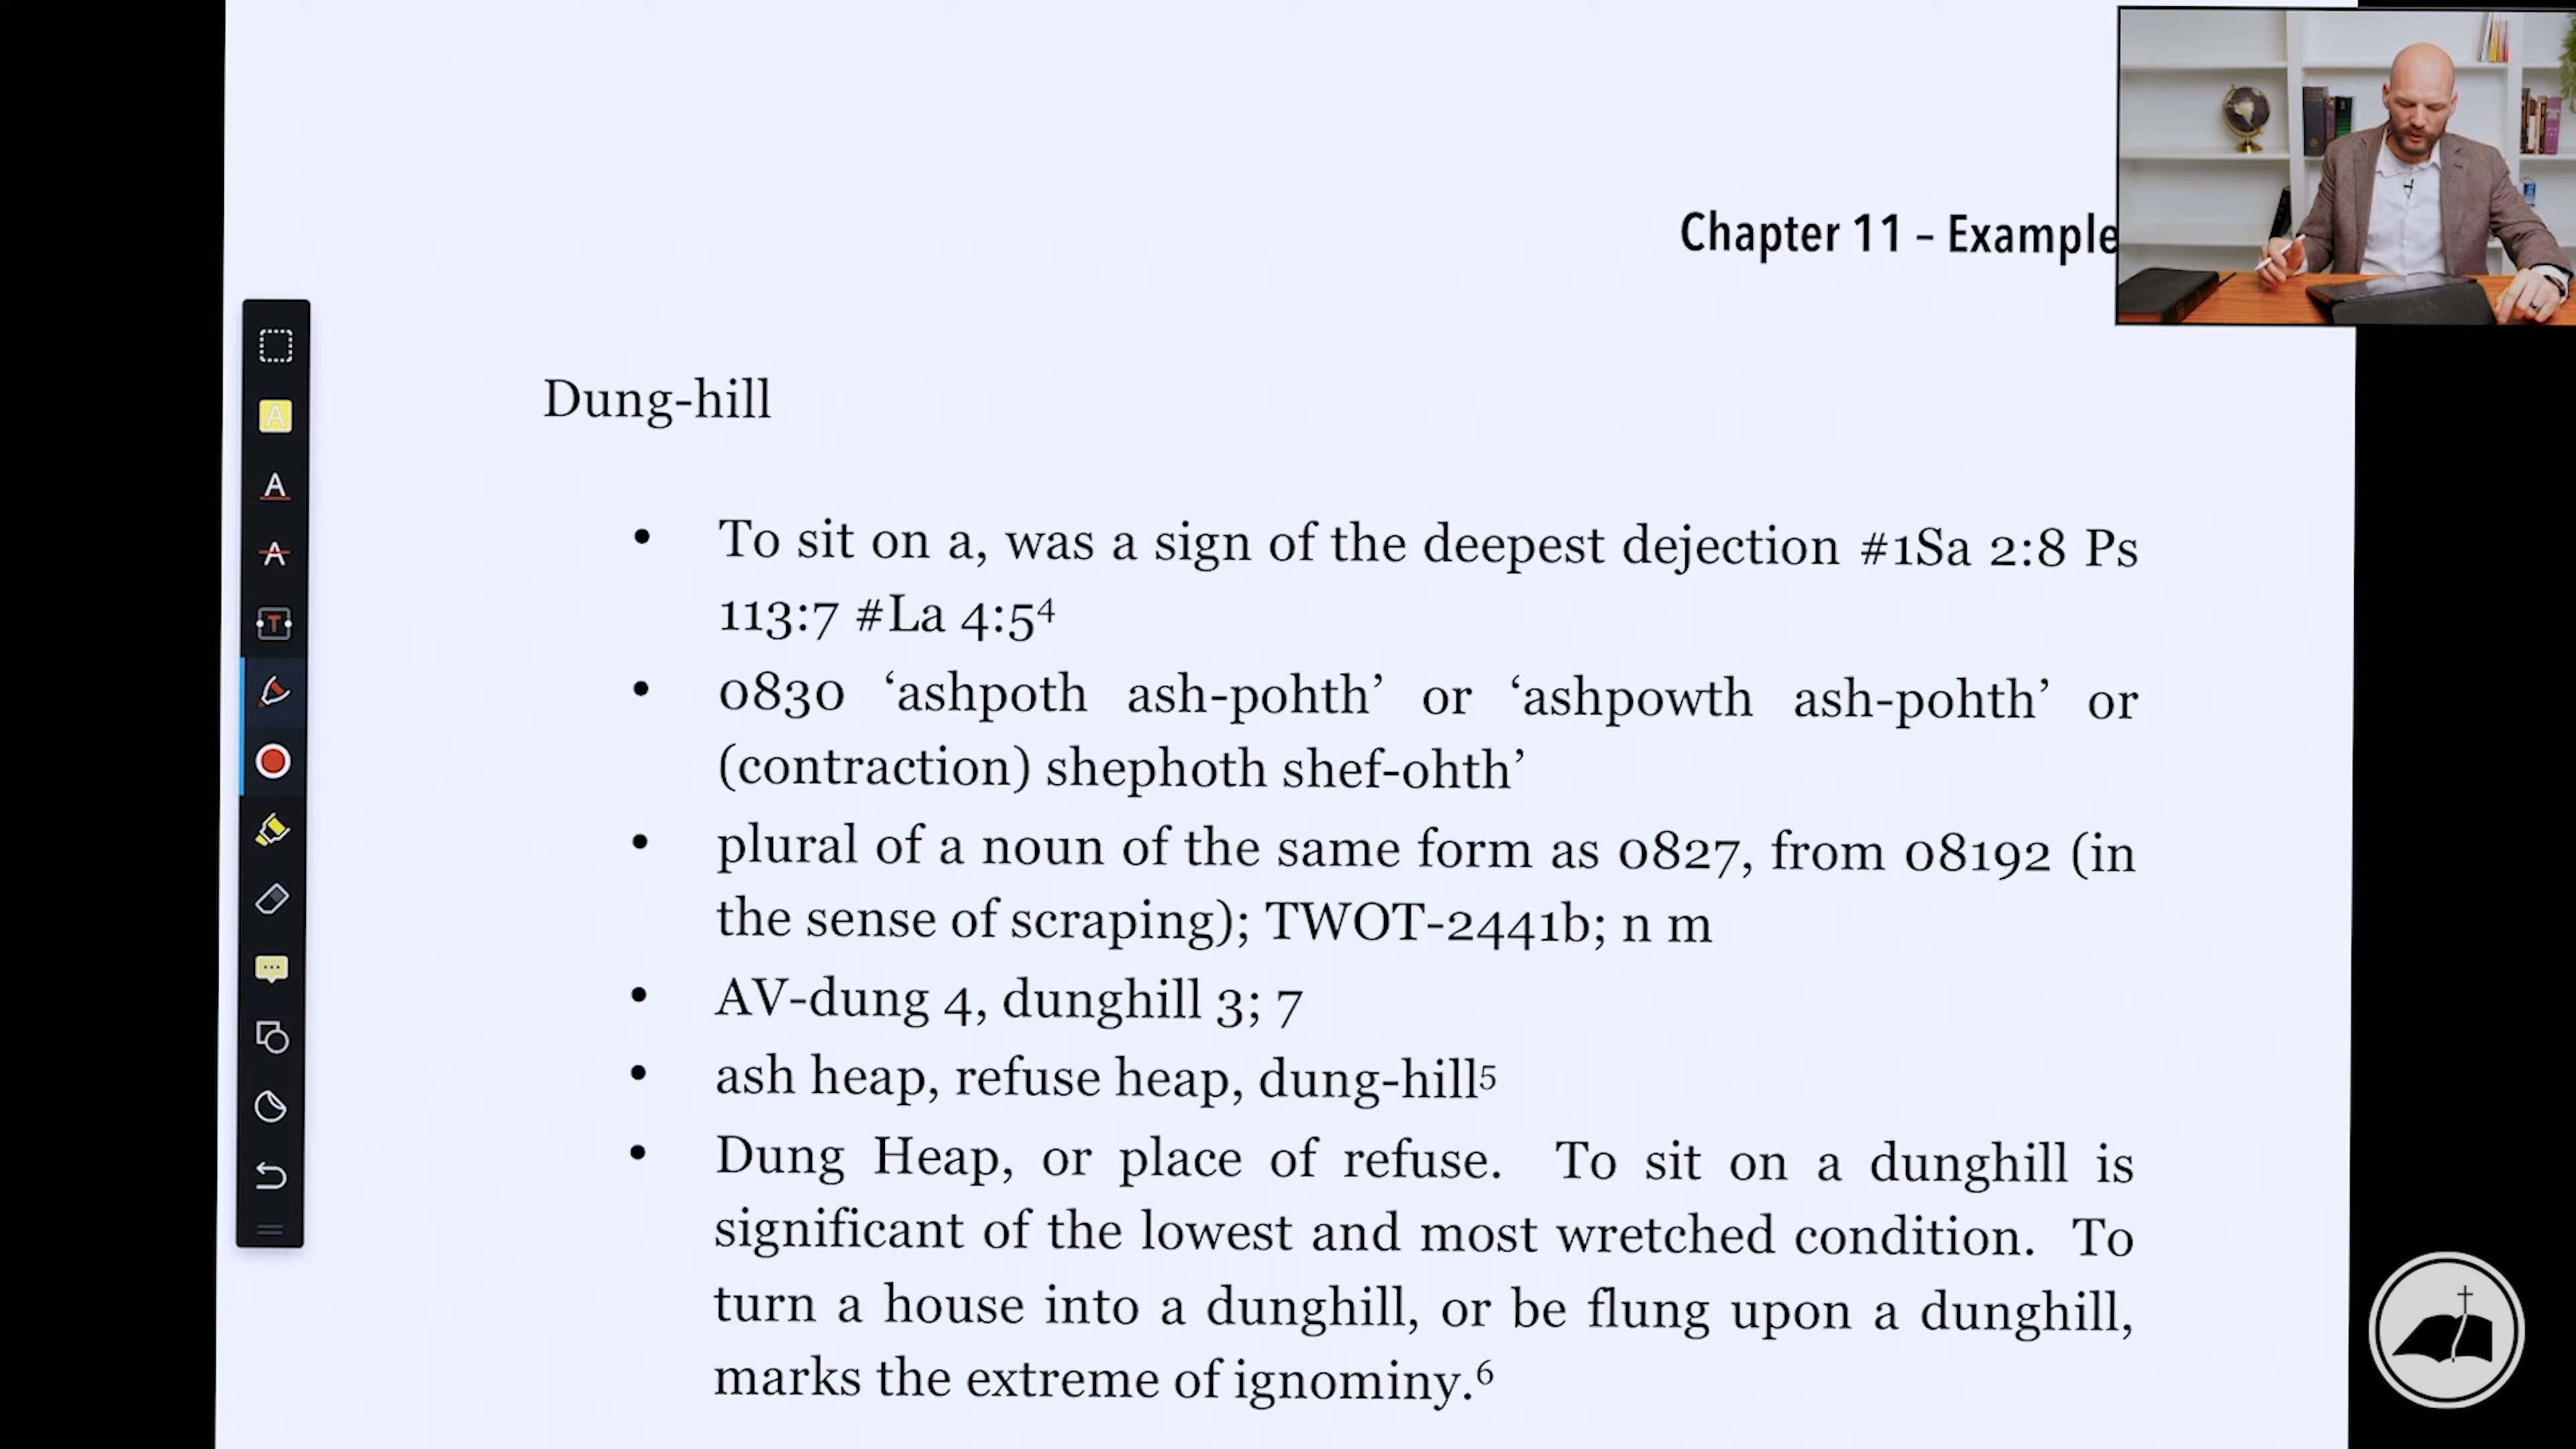 Chapter 11 – Example
Dung-hill
• To sit on a, was a sign of the deepest dejection #1Sa 2:8 Ps
113:7 #La 4:5⁴
• 0830 ‘ashpoth ash-pohth’ or ‘ashpowth ash-pohth’ or
(contraction) shephoth shef-ohth’
• plural of a noun of the same form as 0827, from 08192 (in
the sense of scraping); TWOT-2441b; n m
• AV-dung 4, dunghill 3; 7
• ash heap, refuse heap, dung-hill⁵
• Dung Heap, or place of refuse. To sit on a dunghill is
significant of the lowest and most wretched condition. To
turn a house into a dunghill, or be flung upon a dunghill,
marks the extreme of ignominy.⁶